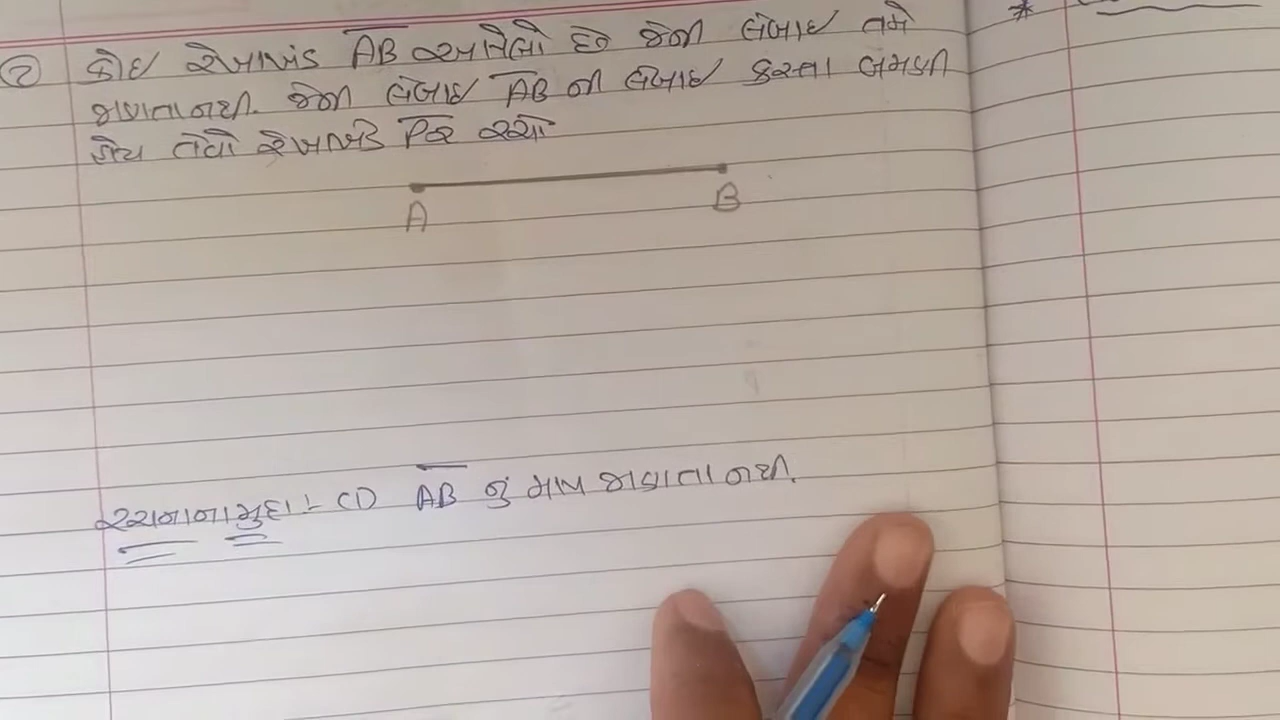 (૨) કોઇ રેખાખંડ AB આપેલો છે જેની લંબાઇ તમે
જાણતા નથી. જેની લંબાઇ AB ની લંબાઇ કરતા બમણી
હોય તેવો રેખાખંડ PQ રચો
A B
રચનાના મુદ્દા :- (1) AB નું માપ જાણતા નથી.